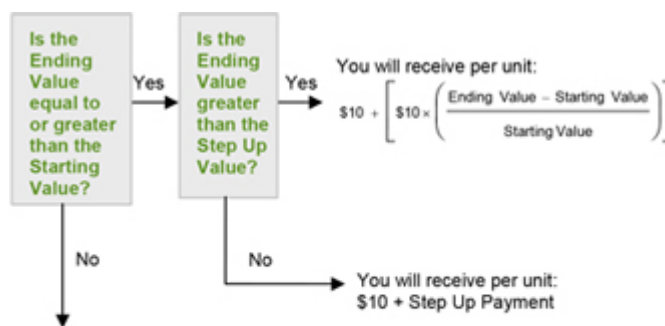 Is the
Ending
Value
equal to
or greater
than the
Starting
Value?
Yes
Is the
Ending
Value
greater
than the
Step Up
Value?
Yes
You will receive per unit:
$10 + [ $10 × ( Ending Value – Starting Value
Starting Value ) ]
No
No
You will receive per unit:
$10 + Step Up Payment